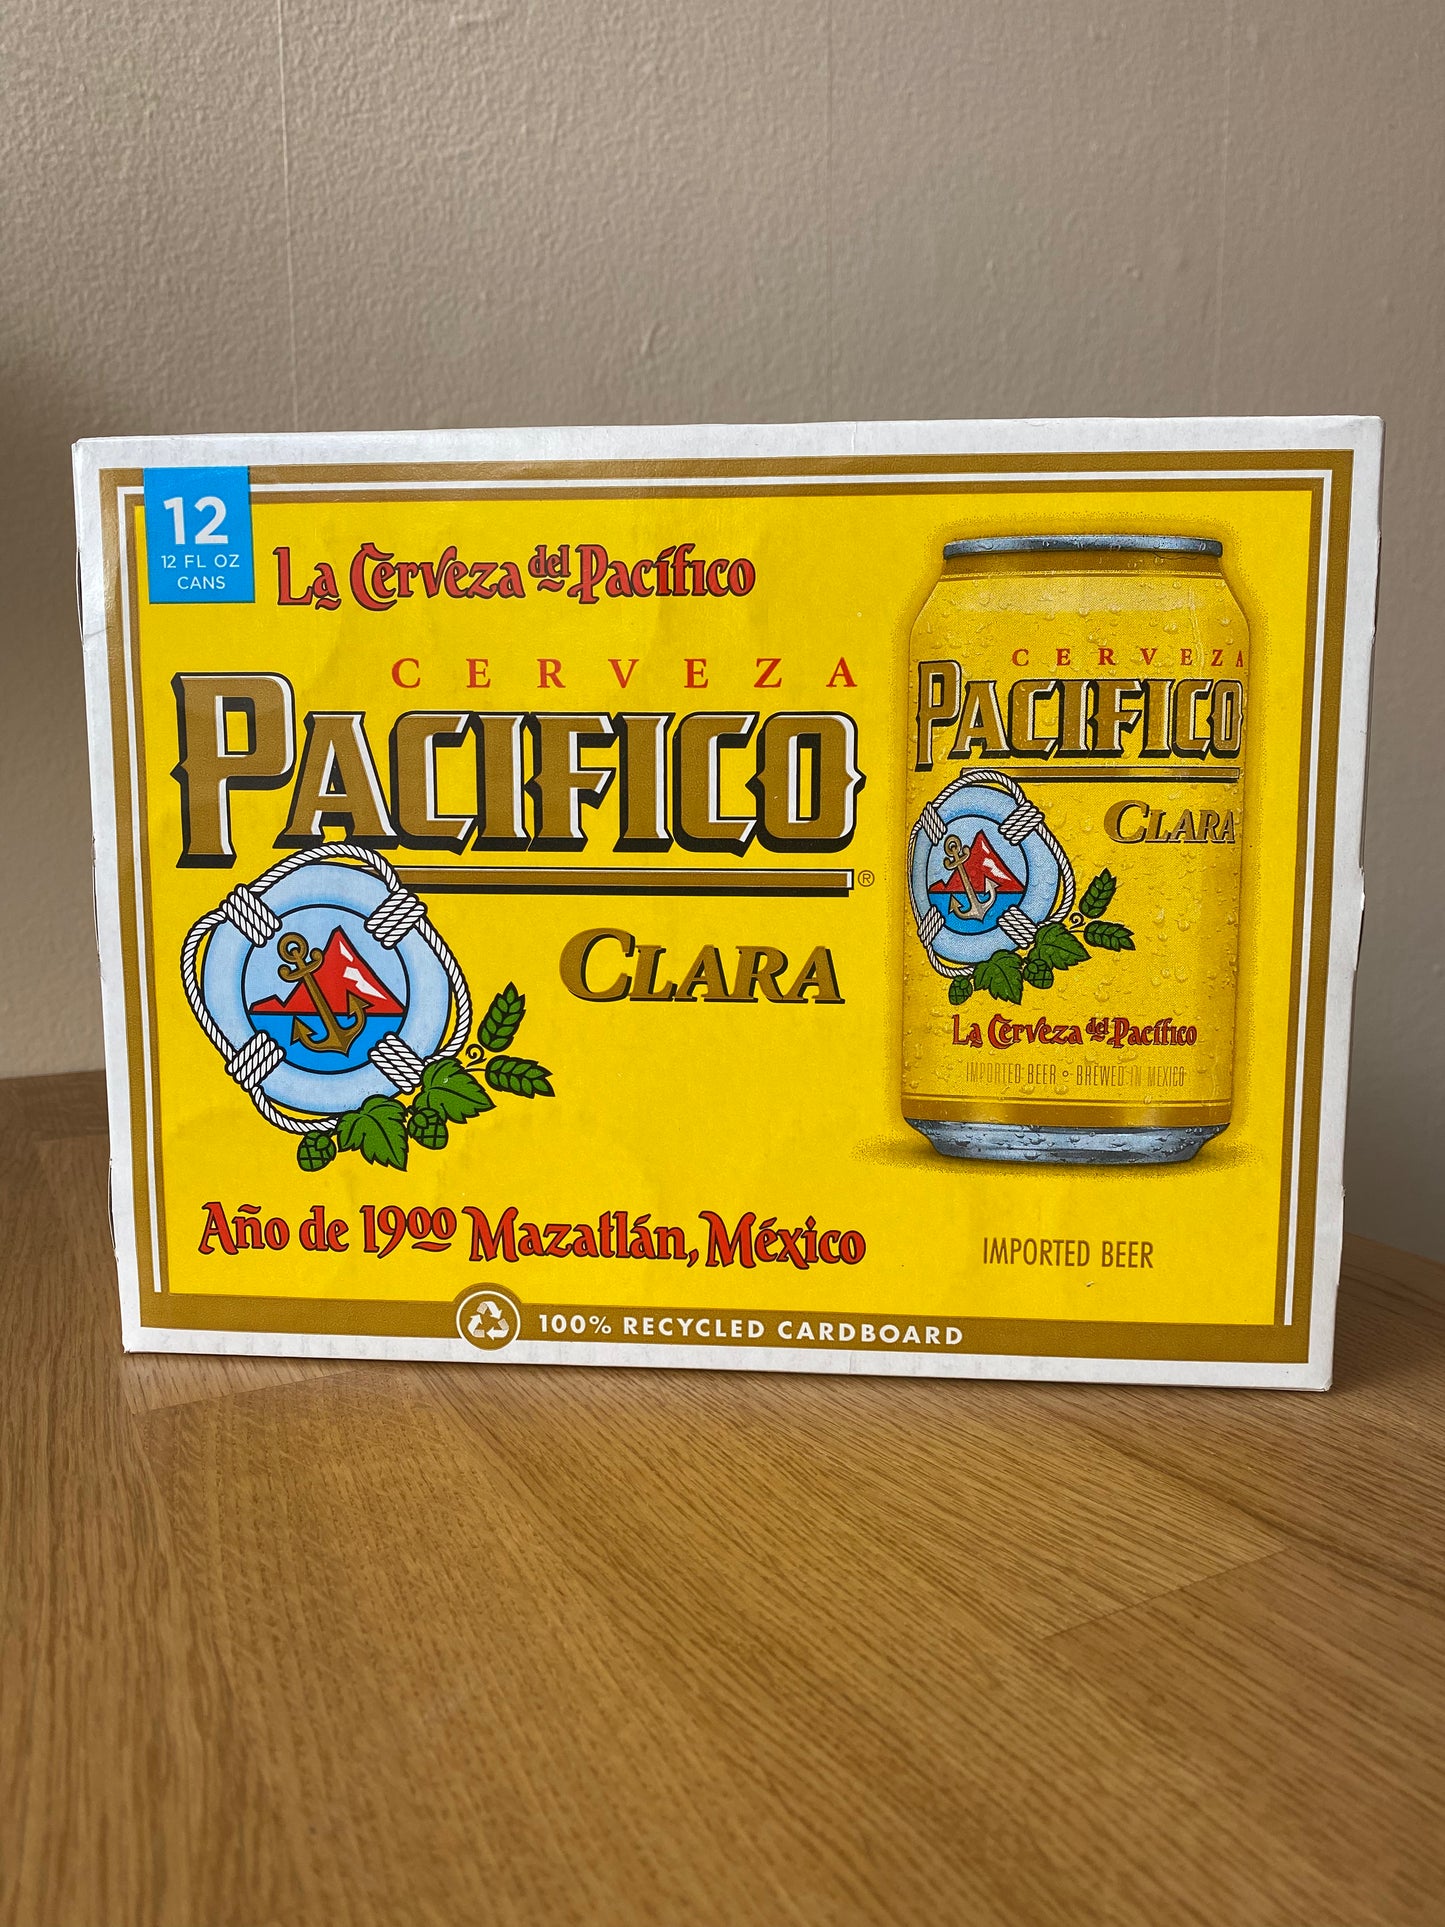 12
12 FL OZ
CANS
La Cerveza del Pacífico
CERVEZA
PACIFICO
®
CLARA
Año de 1900 Mazatlán, México
CERVEZA
PACIFICO
CLARA
La Cerveza del Pacífico
IMPORTED BEER ◦ BREWED IN MEXICO
IMPORTED BEER
100% RECYCLED CARDBOARD